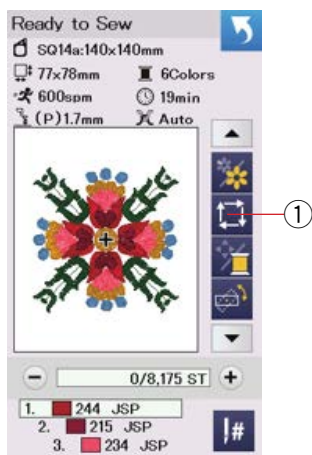 Ready to Sew
SQ14a:140x140mm
77x78mm 6Colors
600spm 19min
(P)1.7mm Auto
1
0/8,175 ST
1. 244 JSP
2. 215 JSP
3. 234 JSP
#